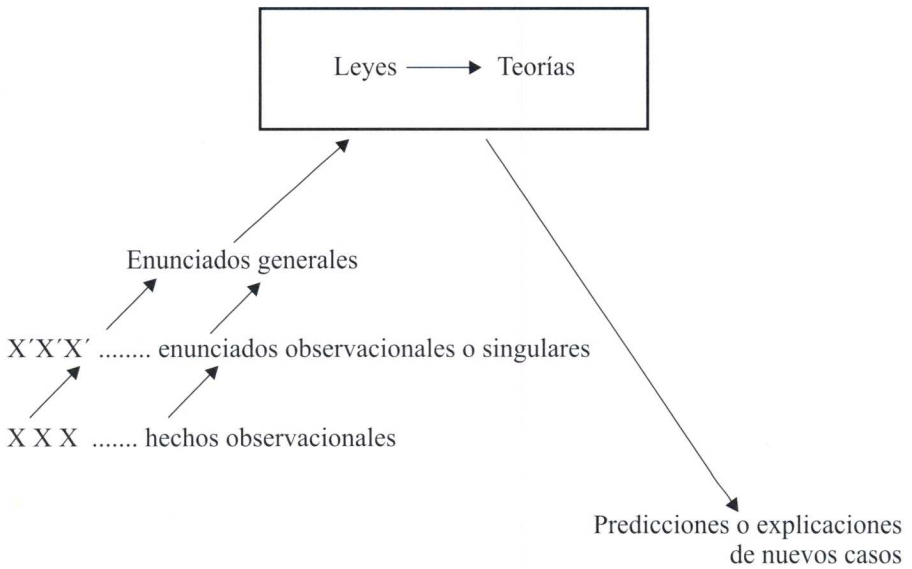 Leyes Teorías
Enunciados generales
X´X´X´ ........ enunciados observacionales o singulares
X X X ....... hechos observacionales
Predicciones o explicaciones
de nuevos casos